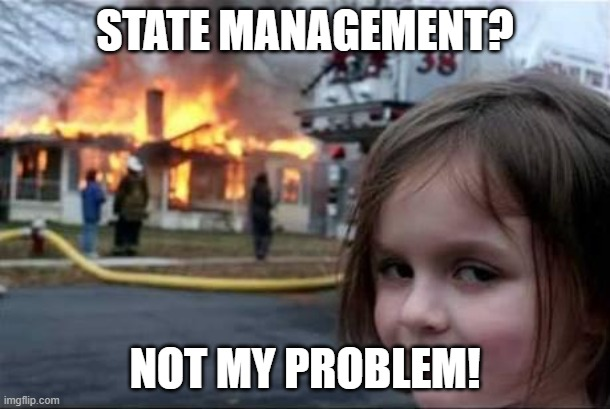 STATE MANAGEMENT?
38
NOT MY PROBLEM!
imgflip.com